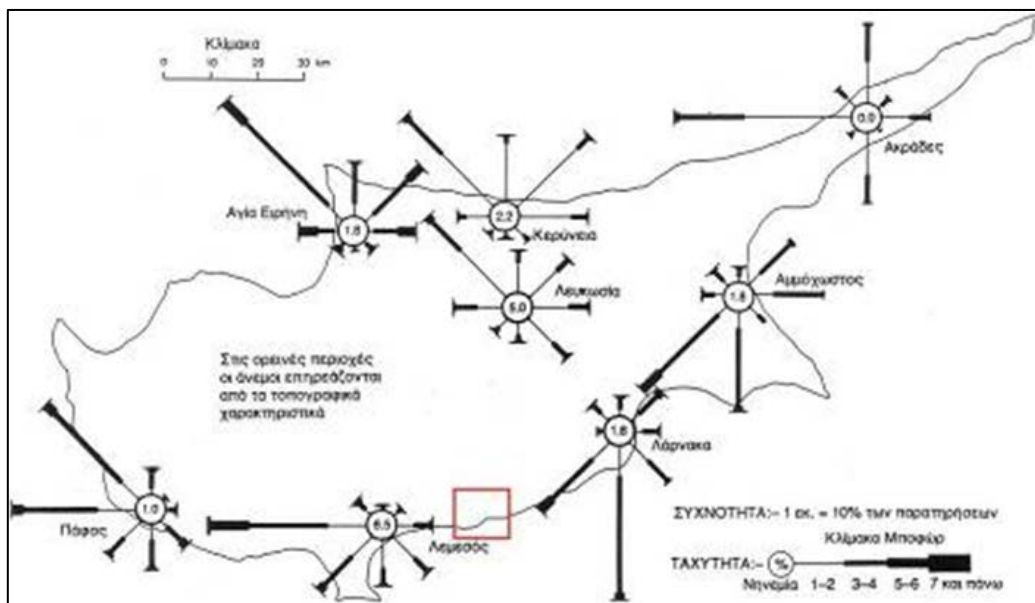 Κλίμακα
0 10 20 30 km
0,0
Ακράδες
Αγία Ειρήνη
1.8
2.2
Κερύνεια
Λευκωσία
5.0
Αμμόχωστος
1.8
Στις ορεινές περιοχές
οι άνεμοι επηρεάζονται
από τα τοπογραφικά
χαρακτηριστικά
1.8
Λάρνακα
1.0
Πάφος
6.5
Λεμεσός
ΣΥΧΝΟΤΗΤΑ:- 1 εκ. = 10% των παρατηρήσεων
Κλίμακα Μποφώρ
ΤΑΧΥΤΗΤΑ:- %
Νηνεμία 1-2 3-4 5-6 7 και πάνω